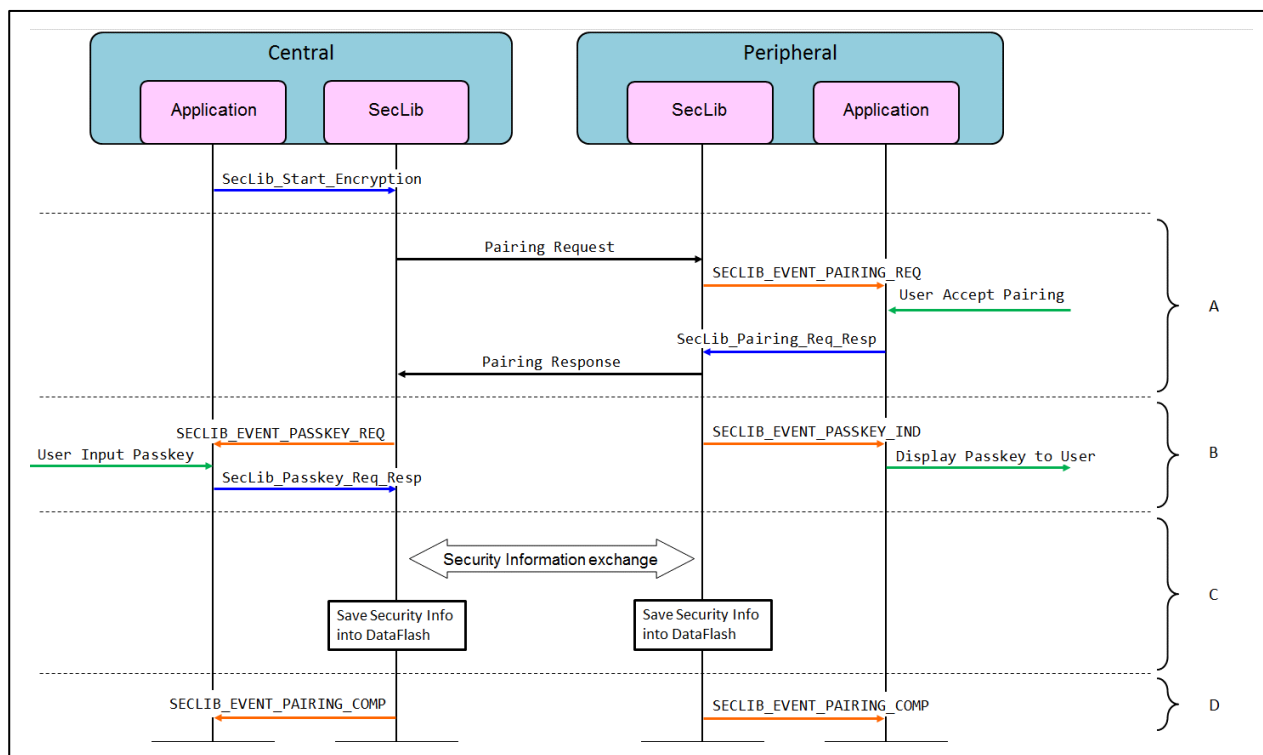 Central
Peripheral
Application
SecLib
SecLib
Application
SecLib_Start_Encryption
Pairing Request
SECLIB_EVENT_PAIRING_REQ
User Accept Pairing
A
SecLib_Pairing_Req_Resp
Pairing Response
SECLIB_EVENT_PASSKEY_REQ
SECLIB_EVENT_PASSKEY_IND
User Input Passkey
Display Passkey to User
B
SecLib_Passkey_Req_Resp
Security Information exchange
C
Save Security Info
into DataFlash
Save Security Info
into DataFlash
SECLIB_EVENT_PAIRING_COMP
SECLIB_EVENT_PAIRING_COMP
D